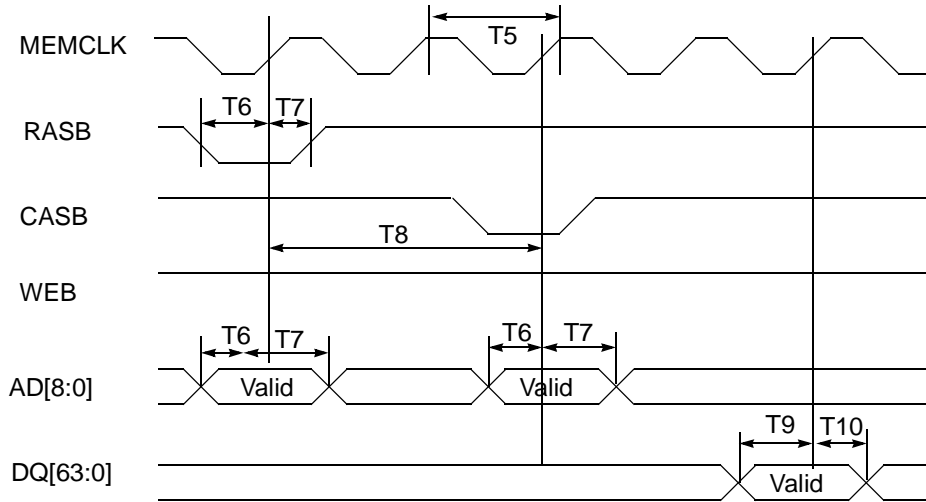 T5
MEMCLK
T6 T7
RASB
CASB
T8
WEB
T6 T7 T6 T7
AD[8:0] Valid Valid
T9 T10
DQ[63:0] Valid